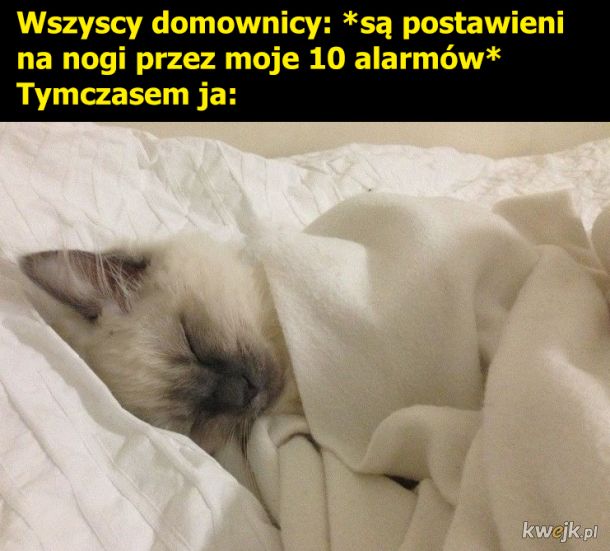 Wszyscy domownicy: *są postawieni
na nogi przez moje 10 alarmów*
Tymczasem ja:
kwejk.pl